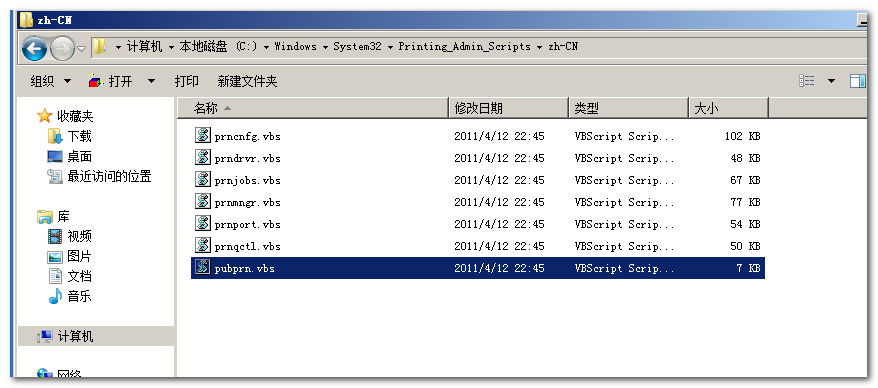 zh-CN
计算机 本地磁盘 (C:) Windows System32 Printing_Admin_Scripts zh-CN
组织 打开 打印 新建文件夹
名称 修改日期 类型 大小
收藏夹
下载
桌面
最近访问的位置
库
视频
图片
文档
音乐
计算机
网络
prncnfg.vbs 2011/4/12 22:45 VBScript Scrip... 102 KB
prndrvr.vbs 2011/4/12 22:45 VBScript Scrip... 48 KB
prnjobs.vbs 2011/4/12 22:45 VBScript Scrip... 67 KB
prnmngr.vbs 2011/4/12 22:45 VBScript Scrip... 77 KB
prnport.vbs 2011/4/12 22:45 VBScript Scrip... 54 KB
prnqctl.vbs 2011/4/12 22:45 VBScript Scrip... 50 KB
pubprn.vbs 2011/4/12 22:45 VBScript Scrip... 7 KB